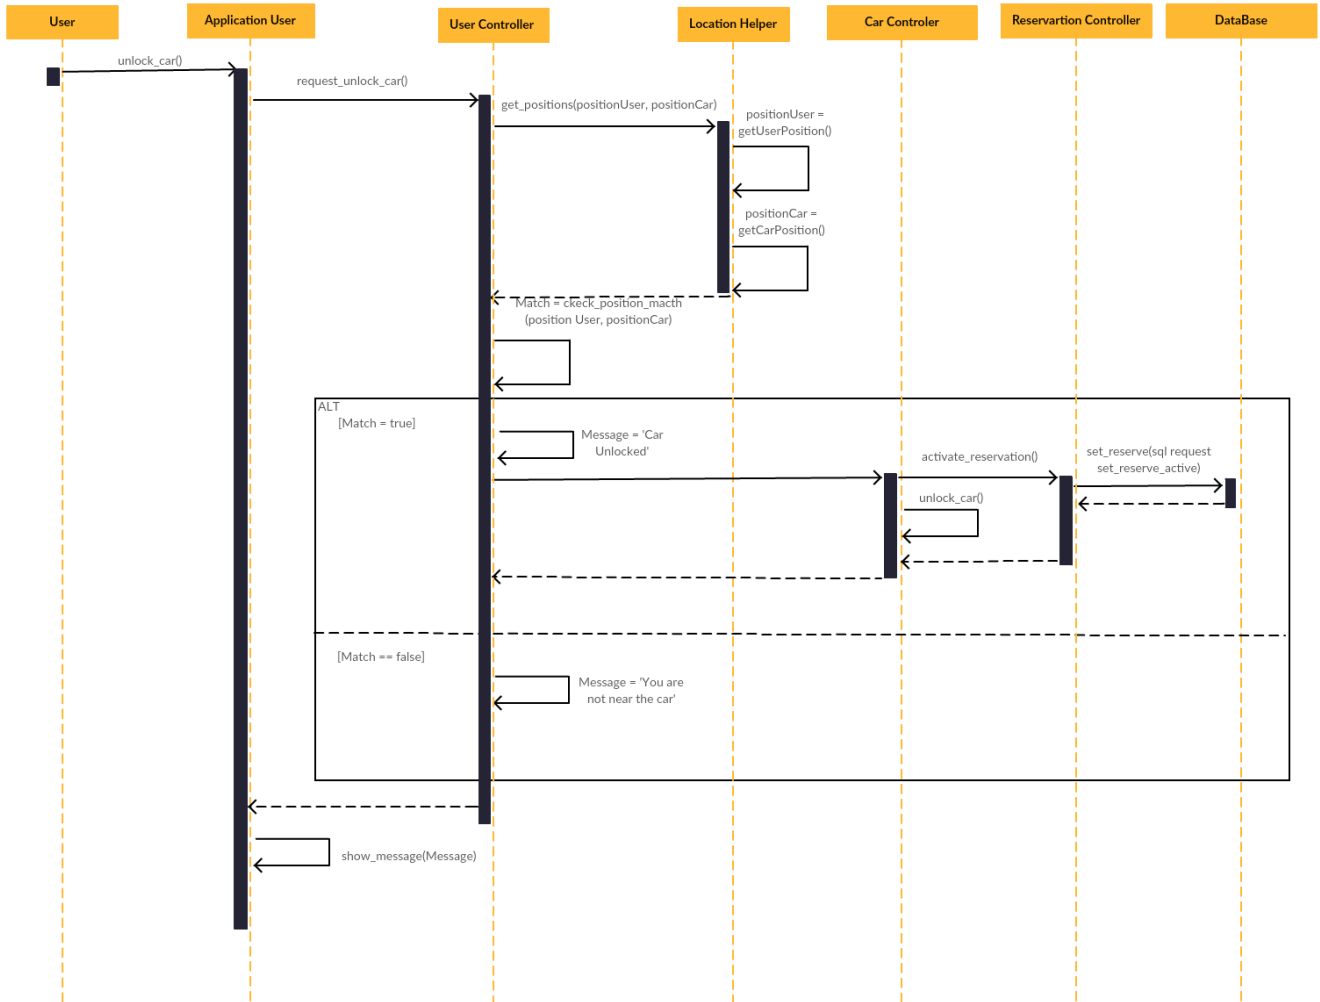 User
Application User
User Controller
Location Helper
Car Controler
Reservartion Controller
DataBase
unlock_car()
request_unlock_car()
get_positions(positionUser, positionCar)
positionUser =
getUserPosition()
positionCar =
getCarPosition()
Match = ckeck_position_macth
(position User, positionCar)
ALT
[Match = true]
Message = 'Car
Unlocked'
activate_reservation()
set_reserve(sql request
set_reserve_active)
unlock_car()
[Match == false]
Message = 'You are
not near the car'
show_message(Message)